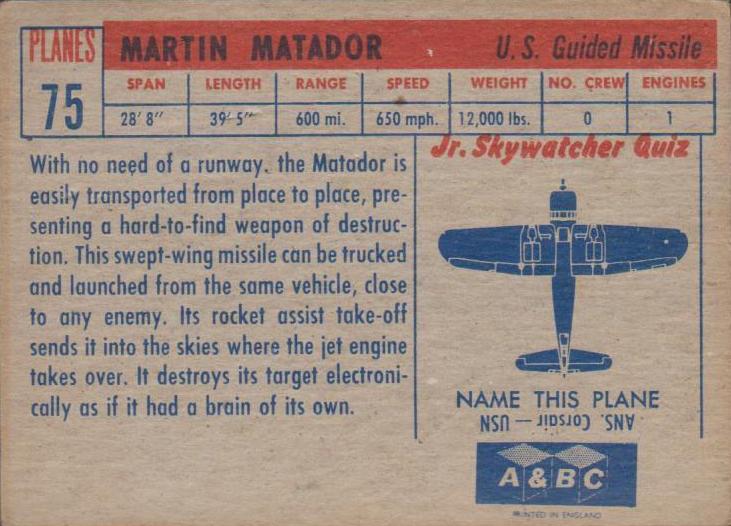 PLANES
75
MARTIN MATADOR
U.S. Guided Missile
SPAN LENGTH RANGE SPEED WEIGHT NO. CREW ENGINES
28' 8" 39' 5" 600 mi. 650 mph. 12,000 lbs. 0 1
With no need of a runway, the Matador is
easily transported from place to place, pre-
senting a hard-to-find weapon of destruc-
tion. This swept-wing missile can be trucked
and launched from the same vehicle, close
to any enemy. Its rocket assist take-off
sends it into the skies where the jet engine
takes over. It destroys its target electroni-
cally as if it had a brain of its own.
Jr. Skywatcher Quiz
NAME THIS PLANE
ANS. Corsair — USN
A & BC
PRINTED IN ENGLAND